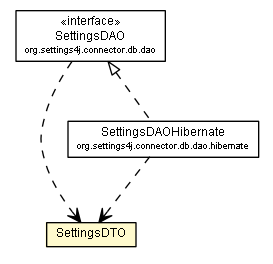 «interface»
SettingsDAO
org.settings4j.connector.db.dao
SettingsDAOHibernate
org.settings4j.connector.db.dao.hibernate
SettingsDTO